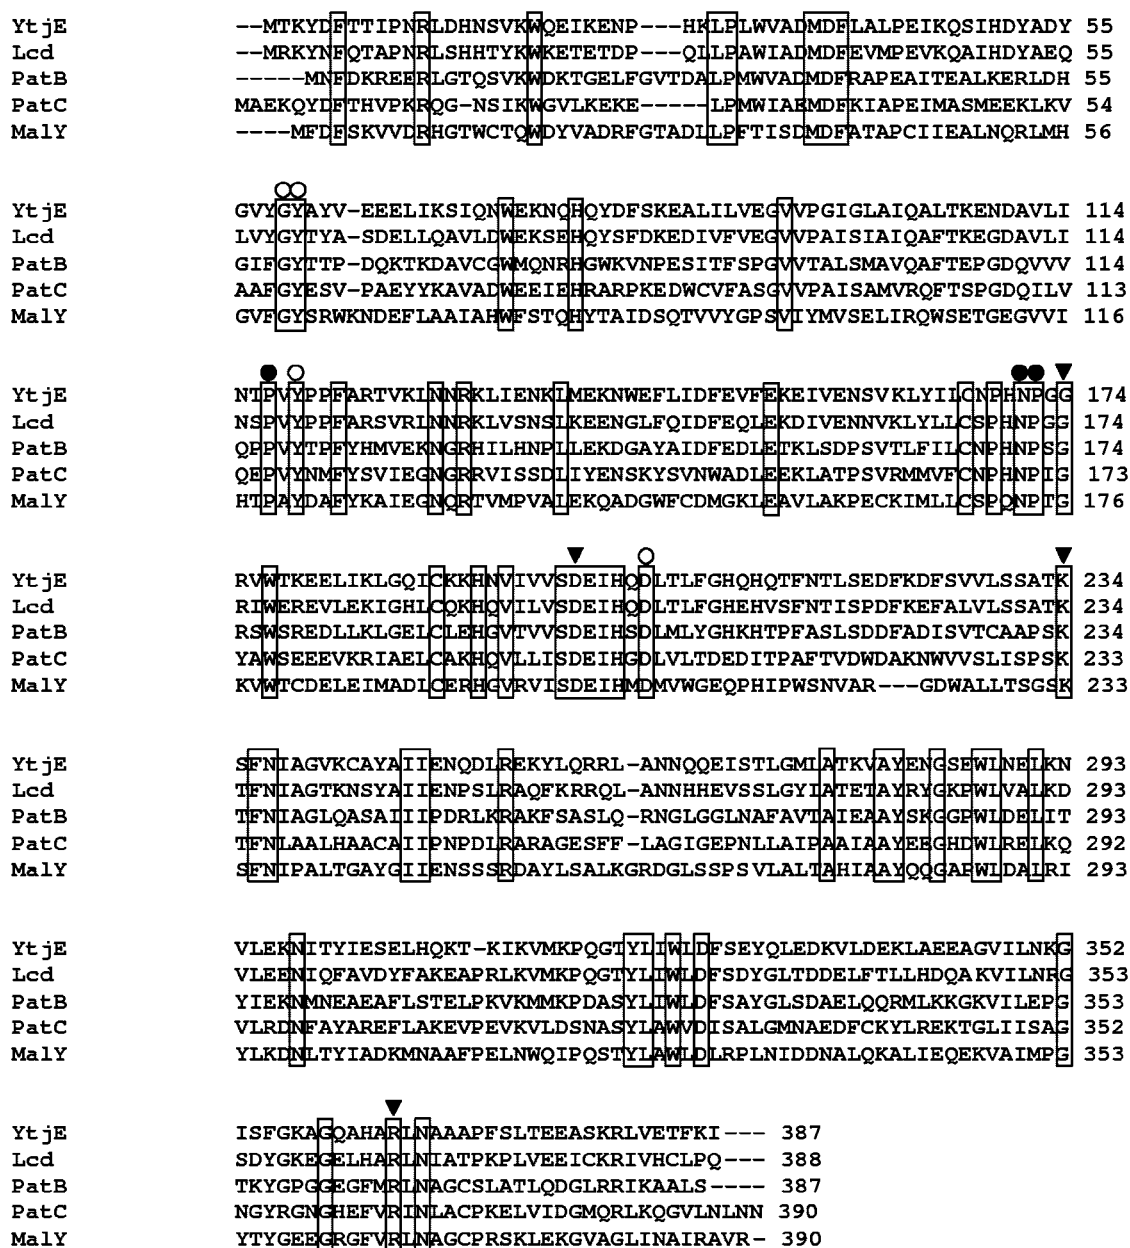 YtjE --MTKYDFTTIPNRLDHNSVKWQEIKENP---HKLPLWVADMDFLALPEIKQSIHDYADY 55
Lcd --MRKYNFQTAPNRLSHHTYKWKETETDP---QLLPAWIADMDFEVMPEVKQAIHDYAEQ 55
PatB -----MNFDKREERLGTQSVKWDKTGELFGVTDALPMWVADMDFRAPEAITEALKERLDH 55
PatC MAEKQYDFTHVPKRQG-NSIKWGVLKEKE-----LPMWIAEMDFKIAPEIMASMEEKLKV 54
MalY ----MFDFSKVVDRHGTWCTQWDYVADRFGTADLLPFTISDMDFATAPCIIEALNQRLMH 56
YtjE GVYGYAYV-EEELIKSIQNWEKNQHQYDFSKEALILVEGVVPGIGLAIQALTKENDAVLI 114
Lcd LVYGYTYA-SDELLQAVLDWEKSEHQYSFDKEDIVFVEGVVPAISIAIQAFTKEGDAVLI 114
PatB GIFGYTTP-DQKTKDAVCGWMQNRHGWKVNPESITFSPGVVTALSMAVQAFTEPGDQVVV 114
PatC AAFGYESV-PAEYYKAVADWEEIEHRARPKEDWCVFASGVVPAISAMVRQFTSPGDQILV 113
MalY GVFGYSRWKNDEFLAAIAHWFSTQHYTAIDSQTVVYGPSVIYMVSELIRQWSETGEGVVI 116
YtjE NTPVYPPFARTVKLNNRKLIENKLMEKNWEFLIDFEVFEKEIVENSVKLYILCNPHNPGG 174
Lcd NSPVYPPFARSVRLNNRKLVSNSLKEENGLFQIDFEQLEKDIVENNVKLYLLCSPHNPGG 174
PatB QPPVYTPFYHMVEKNGRHILHNPLLEKDGAYAIDFEDLETKLSDPSVTLFILCNPHNPSG 174
PatC QEPVYNMFYSVIEGNGRRVISSDLIYENSKYSVNWADLEEKLATPSVRMMVFCNPHNPIG 173
MalY HTPAYDAFYKAIEGNQRTVMPVALEKQADGWFCDMGKLEAVLAKPECKIMLLCSPQNPTG 176
YtjE RVWTKEELIKLGQICKKHNVIVVSDEIHQDLTLFGHQHQTFNTLSEDFKDFSVVLSSATK 234
Lcd RIWEREVLEKIGHLCQKHQVILVSDEIHQDLTLFGHEHVSFNTISPDFKEFALVLSSATK 234
PatB RSWSREDLLKLGELCLEHGVTVVSDEIHSDLMLYGHKHTPFASLSDDFADISVTCAAPSK 234
PatC YAWSEEEVKRIAELCAKHQVLLISDEIHGDLVLTDEDITPAFTVDWDAKNWVVSLISPSK 233
MalY KVWTCDELEIMADLCERHGVRVISDEIHMDMVWGEQPHIPWSNVAR---GDWALLTSGSK 233
YtjE SFNIAGVKCAYAIIENQDLREKYLQRRL-ANNQQEISTLGMLATKVAYENGSEWLNELKN 293
Lcd TFNIAGTKNSYAIIENPSLRAQFKRRQL-ANNHHEVSSLGYIATETAYRYGKPWLVALKD 293
PatB TFNIAGLQASAIIIPDRLKRAKFSASLQ-RNGLGGLNAFAVTAIEAAYSKGGPWLDELIT 293
PatC TFNLAALHAACAIIPNPDLRARAGESFF-LAGIGEPNLLAIPAAIAAYEEGHDWLRELKQ 292
MalY SFNIPALTGAYGIIENSSSRDAYLSALKGRDGLSSPSVLALTAHIAAYQQGAPWLDALRI 293
YtjE VLEKNITYIESELHQKT-KIKVMKPQGTYLIWLDFSEYQLEDKVLDEKLAEEAGVILNKG 352
Lcd VLEENIQFAVDYFAKEAPRLKVMKPQGTYLIWLDFSDYGLTDDELFTLLHDQAKVILNRG 353
PatB YIEKNMNEAEAFLSTELPKVKMMKPDASYLIWLDFSAYGLSDAELQQRMLKKGKVILEPG 353
PatC VLRDNFAYAREFLAKEVPEVKVLDSNASYLAWVDISALGMNAEDFCKYLREKTGLIISAG 352
MalY YLKDNLTYIADKMNAAFPELNWQIPQSTYLAWLDLRPLNIDDNALQKALIEQEKVAIMPG 353
YtjE ISFGKAGQAHARLNAAAPFSLTEEASKRLVETFKI--- 387
Lcd SDYGKEGELHARLNIATPKPLVEEICKRIVHCLPQ--- 388
PatB TKYGPGGEGFMRLNAGCSLATLQDGLRRIKAALS---- 387
PatC NGYRGNGHEFVRINLACPKELVIDGMQRLKQGVLNLNN 390
MalY YTYGEEGRGFVRLNAGCPRSKLEKGVAGLINAIRAVR- 390